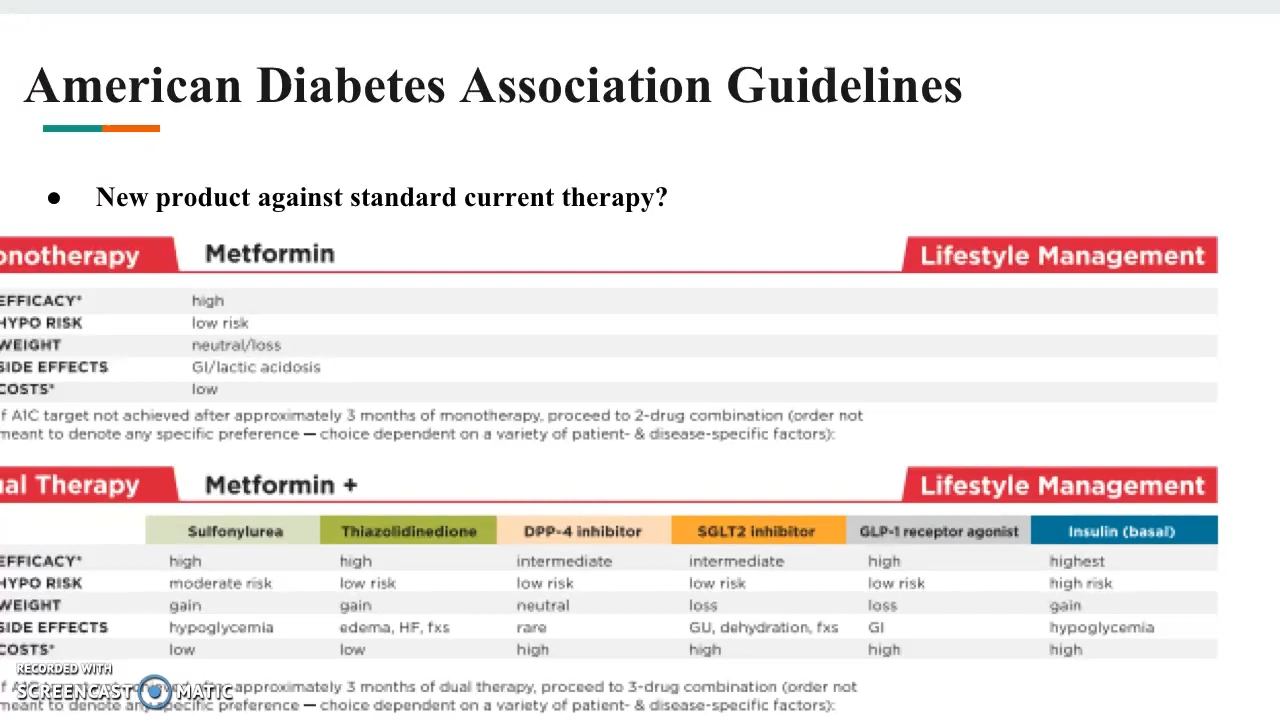 American Diabetes Association Guidelines
● New product against standard current therapy?
onotherapy Metformin Lifestyle Management
EFFICACY* high
HYPO RISK low risk
WEIGHT neutral/loss
SIDE EFFECTS GI/lactic acidosis
COSTS* low
f A1C target not achieved after approximately 3 months of monotherapy, proceed to 2-drug combination (order not
meant to denote any specific preference — choice dependent on a variety of patient- & disease-specific factors):
ual Therapy Metformin + Lifestyle Management
Sulfonylurea Thiazolidinedione DPP-4 inhibitor SGLT2 inhibitor GLP-1 receptor agonist Insulin (basal)
EFFICACY* high high intermediate intermediate high highest
HYPO RISK moderate risk low risk low risk low risk low risk high risk
WEIGHT gain gain neutral loss loss gain
SIDE EFFECTS hypoglycemia edema, HF, fxs rare GU, dehydration, fxs GI hypoglycemia
COSTS* low low high high high high
RECORDED WITH
SCREENCAST MATIC
f A1C approximately 3 months of dual therapy, proceed to 3-drug combination (order not
meant to denote any specific preference — choice dependent on a variety of patient- & disease-specific factors):